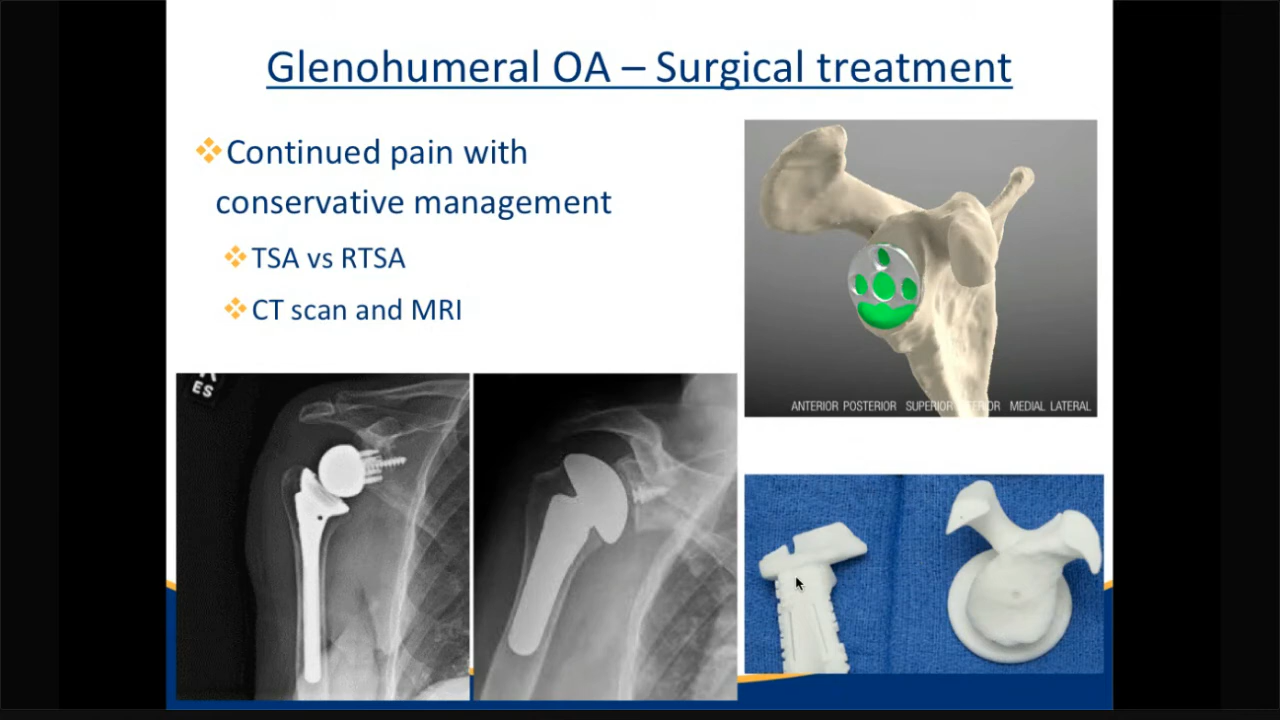 Glenohumeral OA – Surgical treatment
Continued pain with
conservative management
TSA vs RTSA
CT scan and MRI
ANTERIOR POSTERIOR SUPERIOR MEDIAL LATERAL
ES